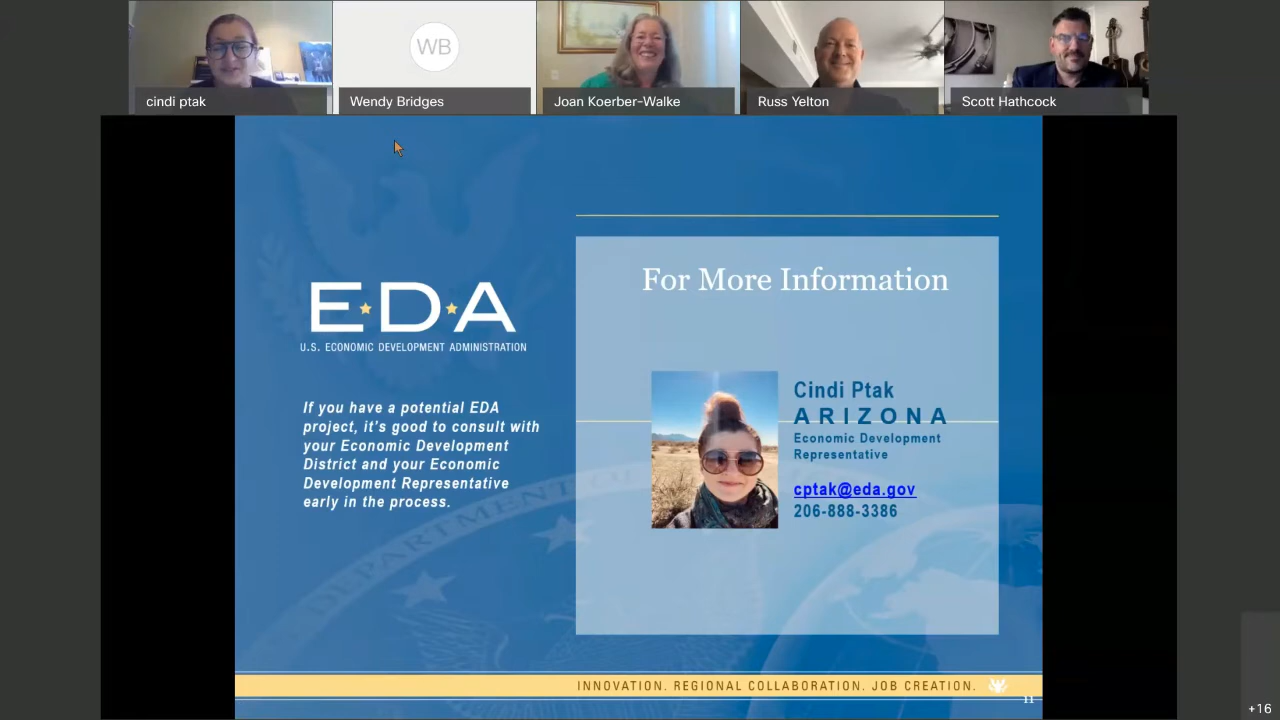 WB
cindi ptak
Wendy Bridges
Joan Koerber-Walke
Russ Yelton
Scott Hathcock
E★D★A
U.S. ECONOMIC DEVELOPMENT ADMINISTRATION
If you have a potential EDA
project, it's good to consult with
your Economic Development
District and your Economic
Development Representative
early in the process.
For More Information
Cindi Ptak
ARIZONA
Economic Development
Representative
cptak@eda.gov
206-888-3386
INNOVATION. REGIONAL COLLABORATION. JOB CREATION.
11
+16